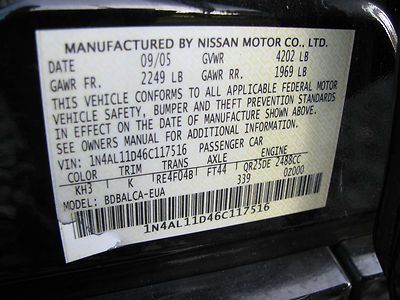 MANUFACTURED BY NISSAN MOTOR CO., LTD.
DATE 09/05 GVWR 4202 LB
GAWR FR. 2249 LB GAWR RR. 1969 LB
THIS VEHICLE CONFORMS TO ALL APPLICABLE FEDERAL MOTOR
VEHICLE SAFETY, BUMPER AND THEFT PREVENTION STANDARDS
IN EFFECT ON THE DATE OF MANUFACTURE SHOWN ABOVE.
SEE OWNERS MANUAL FOR ADDITIONAL INFORMATION
VIN: 1N4AL11D46C117516 PASSENGER CAR
COLOR TRIM TRANS AXLE ENGINE
KH3 K RE4F04B FT44 QR25DE 2488CC
339 0Z000
MODEL: BDBALCA-EUA
1N4AL11D46C117516